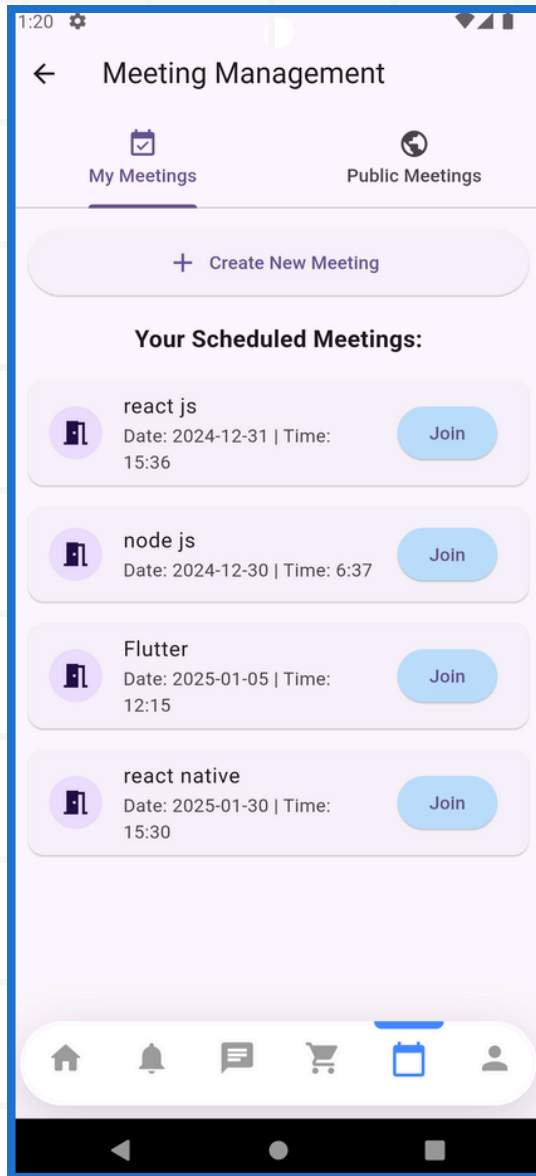 1:20
Meeting Management
My Meetings
Public Meetings
+ Create New Meeting
Your Scheduled Meetings:
react js
Date: 2024-12-31 | Time:
15:36
Join
node js
Date: 2024-12-30 | Time: 6:37
Join
Flutter
Date: 2025-01-05 | Time:
12:15
Join
react native
Date: 2025-01-30 | Time:
15:30
Join